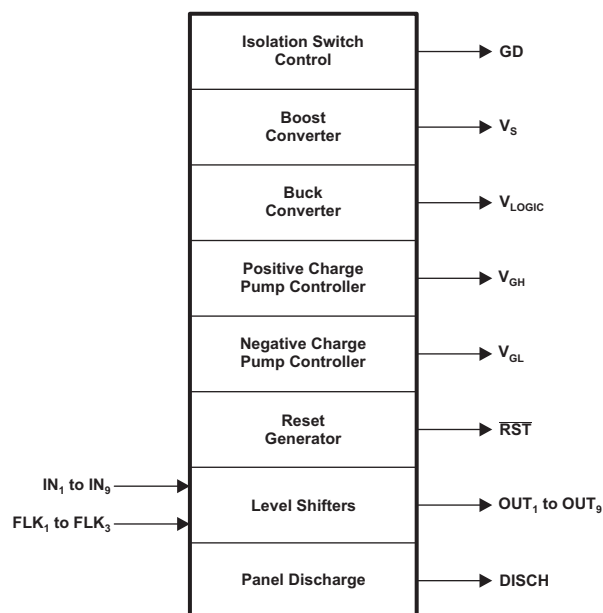 Isolation Switch
Control
GD
Boost
Converter
V_S
Buck
Converter
V_LOGIC
Positive Charge
Pump Controller
V_GH
Negative Charge
Pump Controller
V_GL
Reset
Generator
R̅S̅T̅
IN₁ to IN₉
FLK₁ to FLK₃
Level Shifters
OUT₁ to OUT₉
Panel Discharge
DISCH